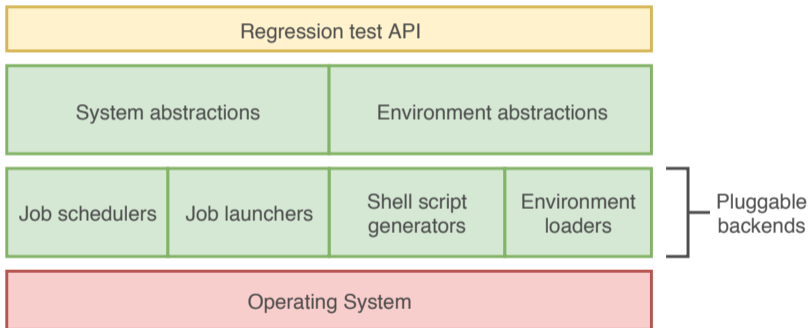 Regression test API
System abstractions
Environment abstractions
Job schedulers
Job launchers
Shell script
generators
Environment
loaders
Pluggable
backends
Operating System